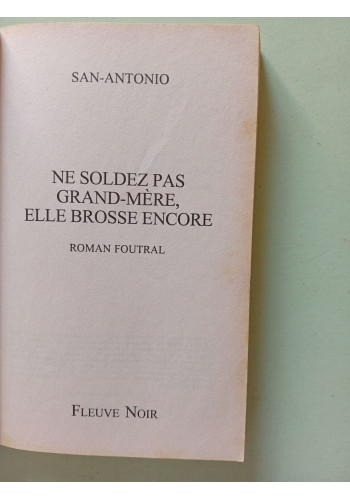 SAN-ANTONIO
NE SOLDEZ PAS
GRAND-MÈRE,
ELLE BROSSE ENCORE
ROMAN FOUTRAL
FLEUVE NOIR